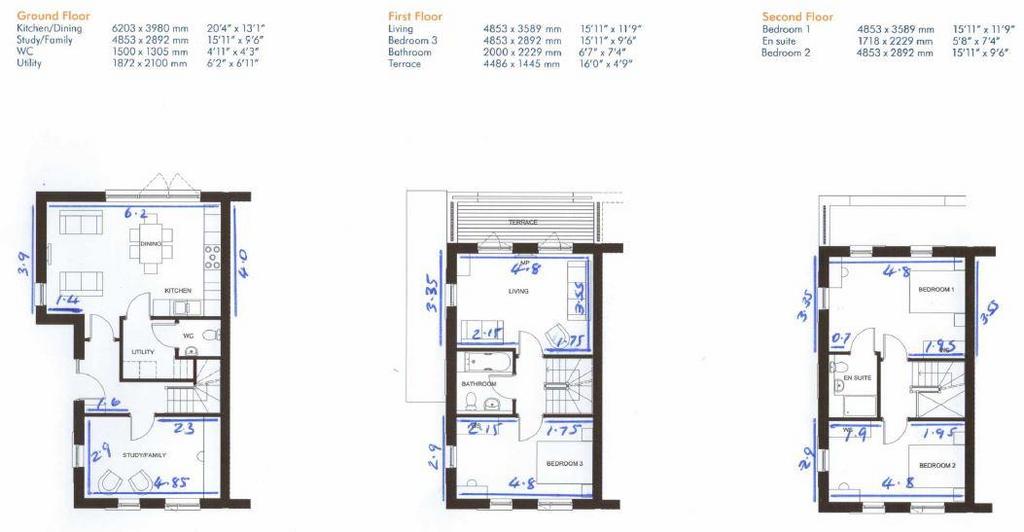 Ground Floor
Kitchen/Dining 6203 x 3980 mm 20'4" x 13'1"
Study/Family 4853 x 2892 mm 15'11" x 9'6"
WC 1500 x 1305 mm 4'11" x 4'3"
Utility 1872 x 2100 mm 6'2" x 6'11"
First Floor
Living 4853 x 3589 mm 15'11" x 11'9"
Bedroom 3 4853 x 2892 mm 15'11" x 9'6"
Bathroom 2000 x 2229 mm 6'7" x 7'4"
Terrace 4486 x 1445 mm 16'0" x 4'9"
Second Floor
Bedroom 1 4853 x 3589 mm 15'11" x 11'9"
En suite 1718 x 2229 mm 5'8" x 7'4"
Bedroom 2 4853 x 2892 mm 15'11" x 9'6"
6.2
DINING
3.9
4.0
KITCHEN
1.4
WC
UTILITY
1.6
2.3
2.9
STUDY/FAMILY
4.85
TERRACE
MP
4.8
LIVING
3.35
3.55
2.15
1.75
BATHROOM
2.15
1.75
2.9
BEDROOM 3
4.8
4.8
BEDROOM 1
3.35
3.55
0.7
1.95
EN SUITE
WS
1.9
1.95
2.9
BEDROOM 2
4.8